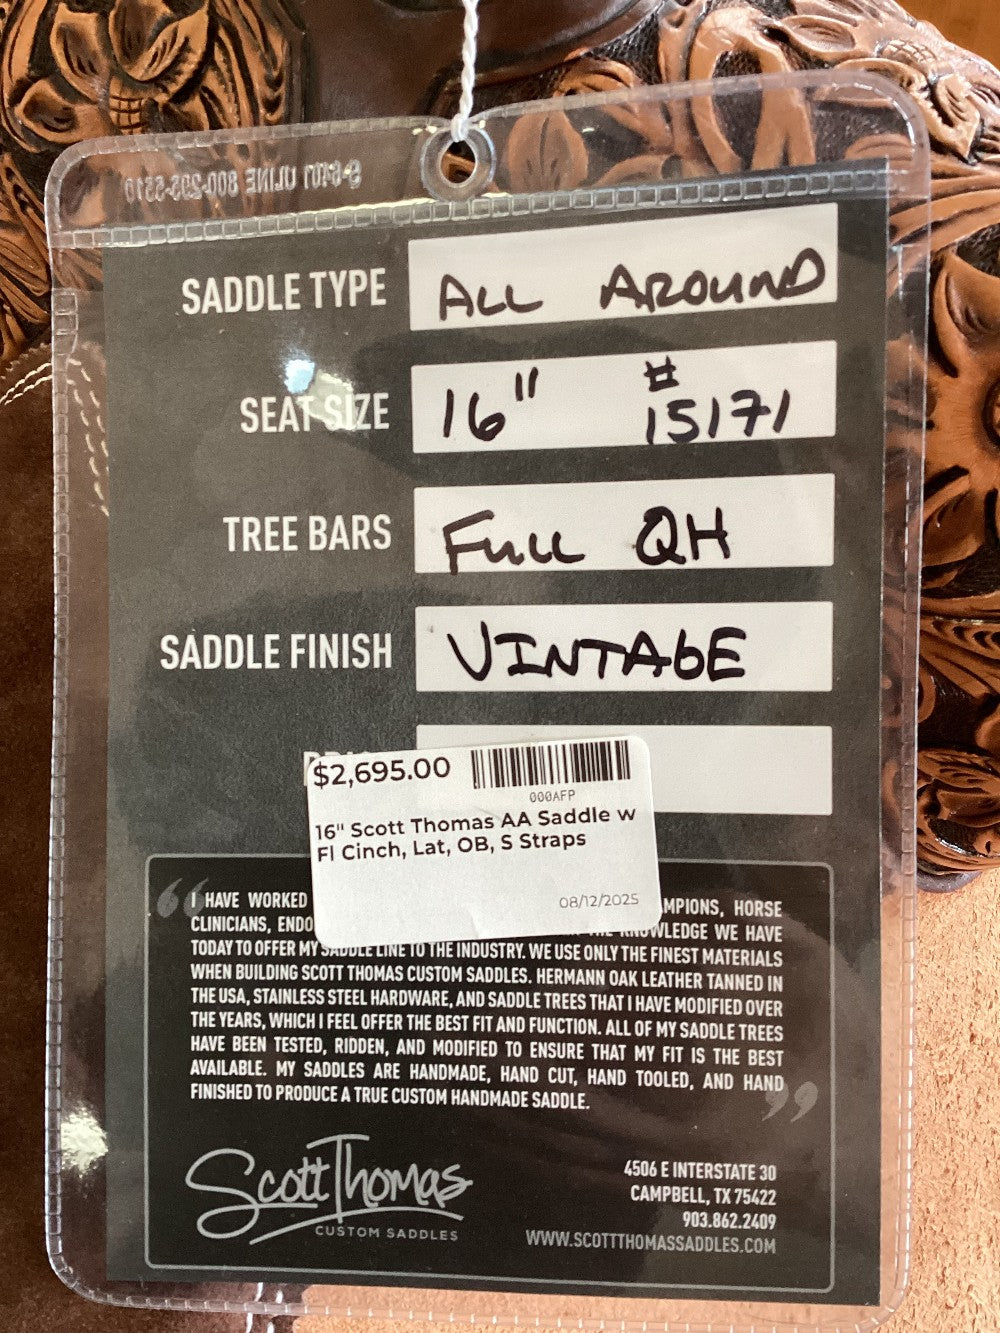 S-6401 ULINE 800-295-5510
SADDLE TYPE ALL AROUND
SEAT SIZE 16" # 15171
TREE BARS FULL QH
SADDLE FINISH VINTAGE
$2,695.00
000AFP
16" Scott Thomas AA Saddle w
Fl Cinch, Lat, OB, S Straps
08/12/2025
“ I HAVE WORKED HORSE
CLINICIANS, KNOWLEDGE WE HAVE
TODAY TO OFFER MY SADDLE LINE TO THE INDUSTRY. WE USE ONLY THE FINEST MATERIALS
WHEN BUILDING SCOTT THOMAS CUSTOM SADDLES. HERMANN OAK LEATHER TANNED IN
THE USA, STAINLESS STEEL HARDWARE, AND SADDLE TREES THAT I HAVE MODIFIED OVER
THE YEARS, WHICH I FEEL OFFER THE BEST FIT AND FUNCTION. ALL OF MY SADDLE TREES
HAVE BEEN TESTED, RIDDEN, AND MODIFIED TO ENSURE THAT MY FIT IS THE BEST
AVAILABLE. MY SADDLES ARE HANDMADE, HAND CUT, HAND TOOLED, AND HAND
FINISHED TO PRODUCE A TRUE CUSTOM HANDMADE SADDLE. ”
Scott Thomas
CUSTOM SADDLES
4506 E INTERSTATE 30
CAMPBELL, TX 75422
903.862.2409
WWW.SCOTTTHOMASSADDLES.COM